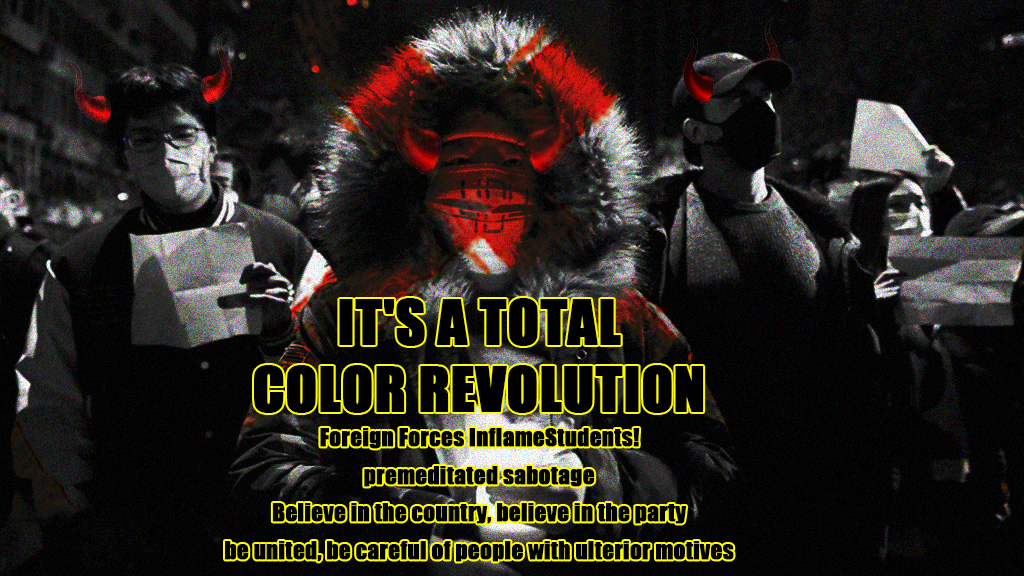 IT'S A TOTAL
COLOR REVOLUTION
Foreign Forces InflameStudents!
premeditated sabotage
Believe in the country, believe in the party
be united, be careful of people with ulterior motives